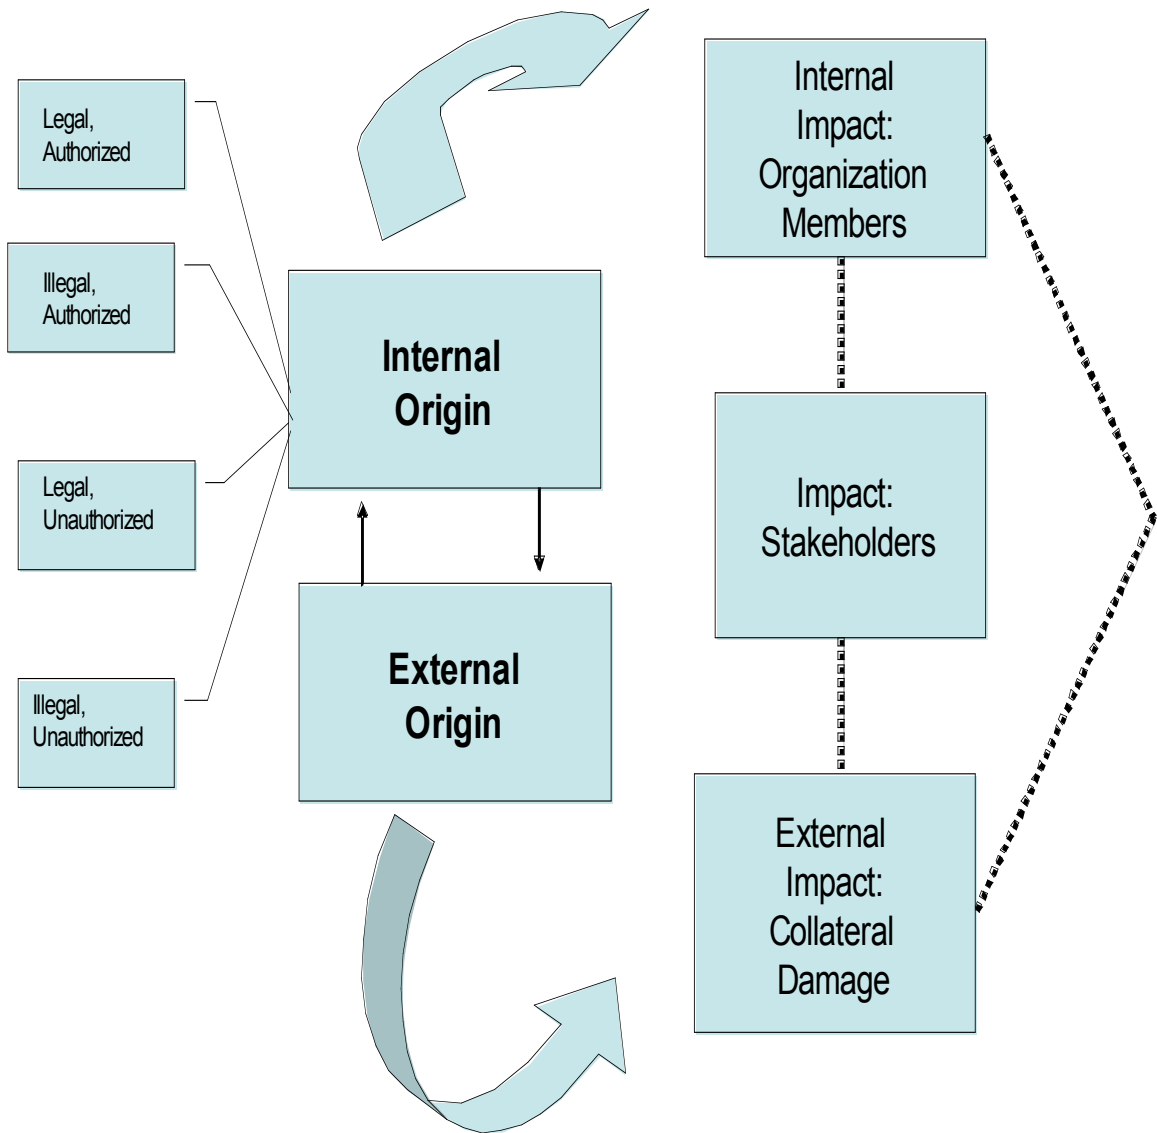 Legal,
Authorized
Illegal,
Authorized
Legal,
Unauthorized
Illegal,
Unauthorized
Internal
Origin
External
Origin
Internal
Impact:
Organization
Members
Impact:
Stakeholders
External
Impact:
Collateral
Damage